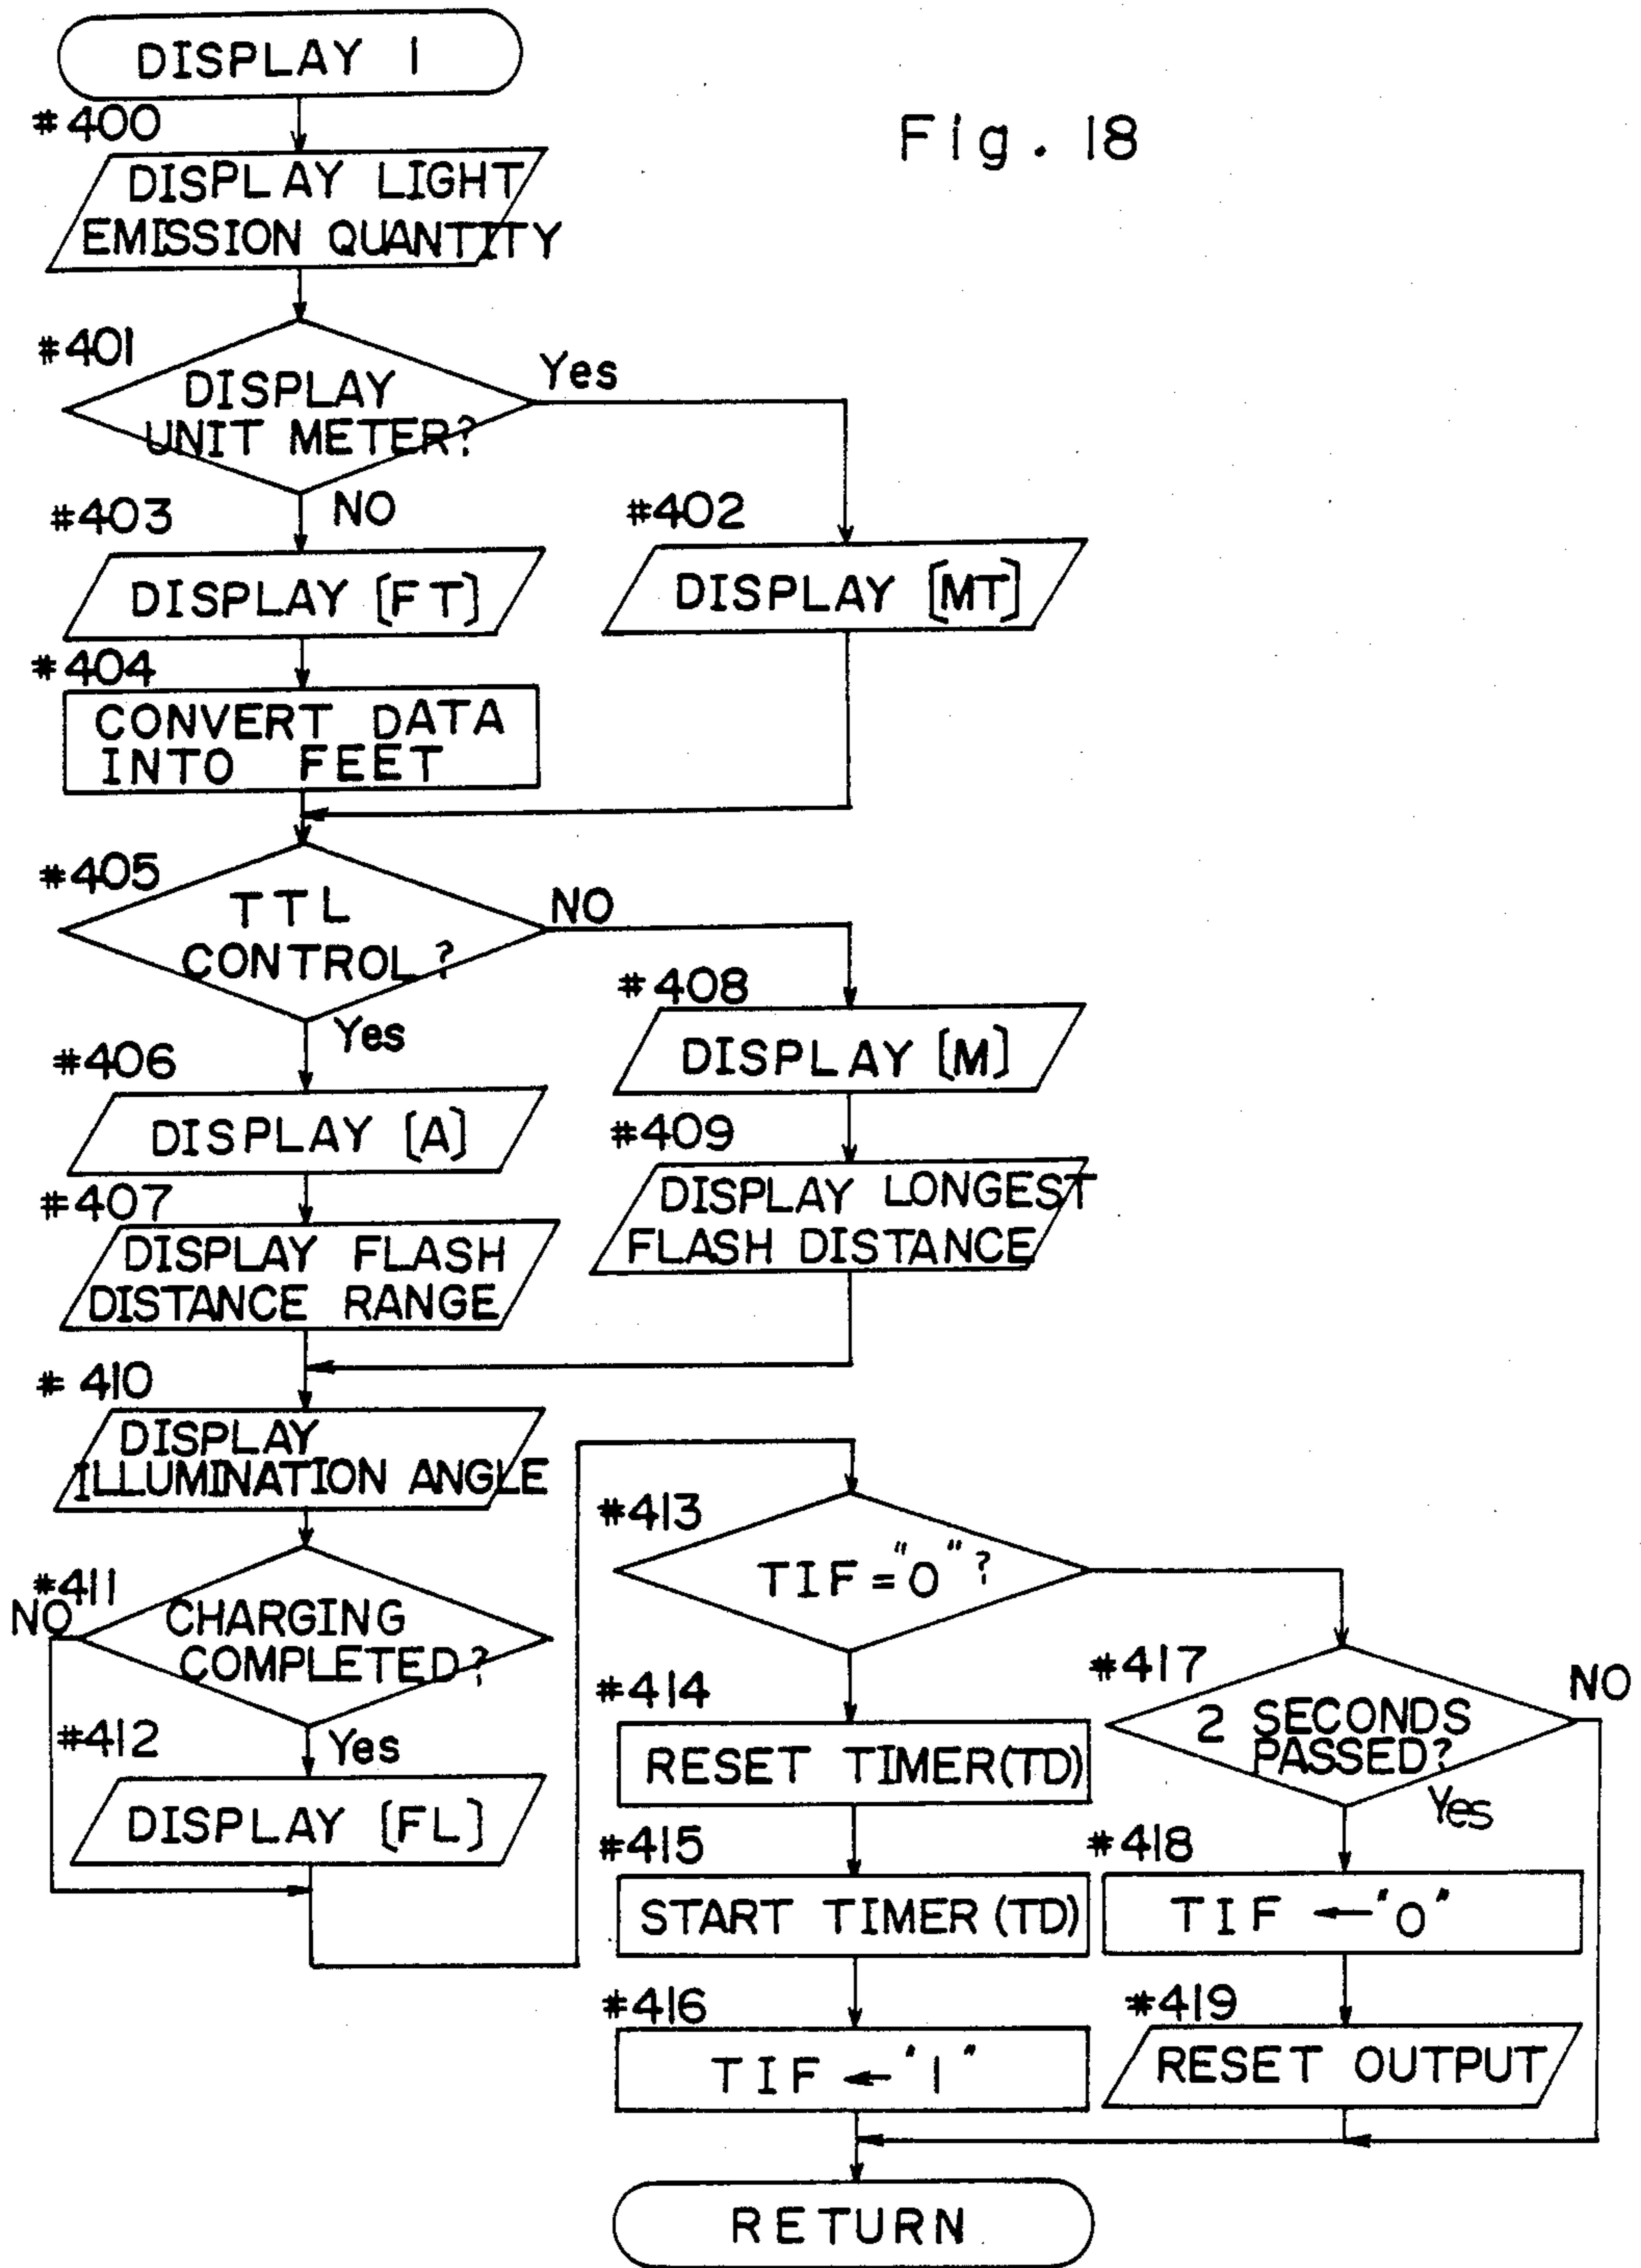 DISPLAY 1
Fig. 18
#400
DISPLAY LIGHT
EMISSION QUANTITY
#401
DISPLAY
UNIT METER?
Yes
NO
#403
DISPLAY [FT]
#402
DISPLAY [MT]
#404
CONVERT DATA
INTO FEET
#405
TTL
CONTROL?
NO
Yes
#408
DISPLAY [M]
#406
DISPLAY [A]
#409
DISPLAY LONGEST
FLASH DISTANCE
#407
DISPLAY FLASH
DISTANCE RANGE
#410
DISPLAY
ILLUMINATION ANGLE
#411
NO
CHARGING
COMPLETED?
Yes
#412
DISPLAY [FL]
#413
TIF = "0" ?
#414
RESET TIMER(TD)
#415
START TIMER (TD)
#416
TIF ← "1"
#417
2 SECONDS
PASSED?
NO
Yes
#418
TIF ← "0"
#419
RESET OUTPUT
RETURN